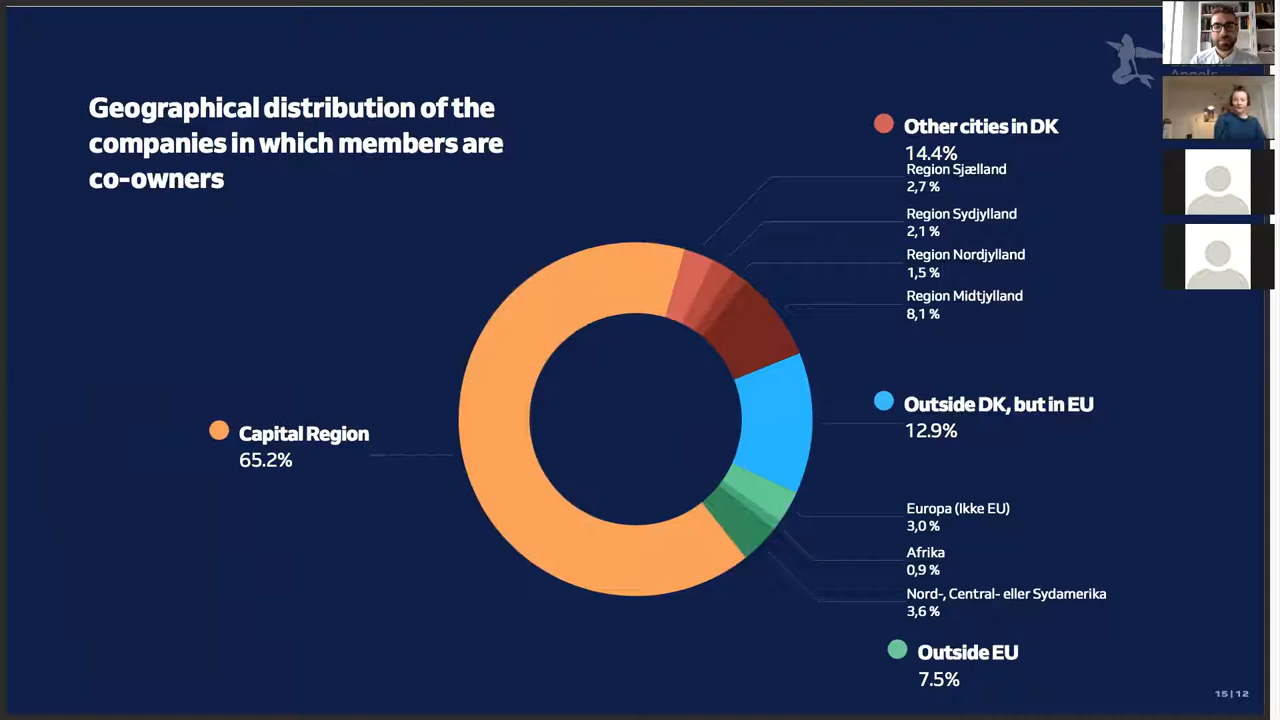 Geographical distribution of the
companies in which members are
co-owners
Angels
Other cities in DK
14.4%
Region Sjælland
2,7 %
Region Sydjylland
2,1 %
Region Nordjylland
1,5 %
Region Midtjylland
8,1 %
Outside DK, but in EU
12.9%
Capital Region
65.2%
Europa (Ikke EU)
3,0 %
Afrika
0,9 %
Nord-, Central- eller Sydamerika
3,6 %
Outside EU
7.5%
15 | 12